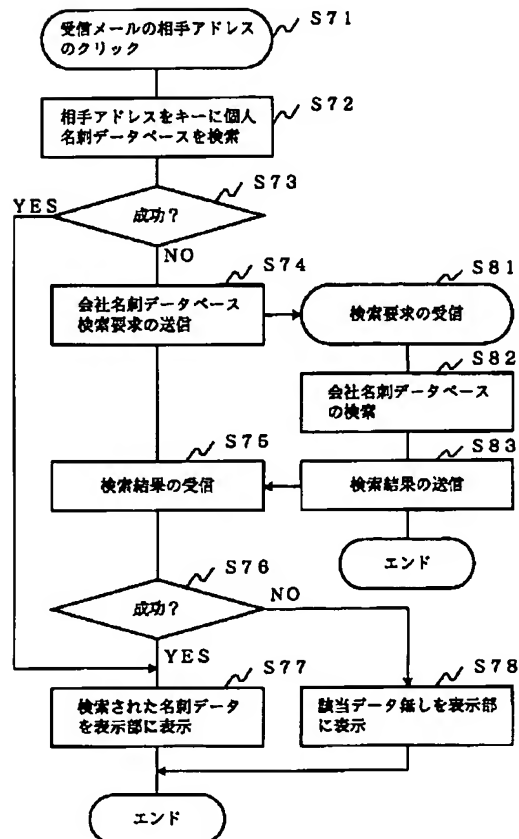 受信メールの相手アドレス
のクリック
S71
相手アドレスをキーに個人
名刺データベースを検索
S72
S73
YES
成功？
NO
S74
会社名刺データベース
検索要求の送信
S81
検索要求の受信
S82
会社名刺データベース
の検索
S75
検索結果の受信
S83
検索結果の送信
エンド
S76
成功？
NO
YES
S77
検索された名刺データ
を表示部に表示
S78
該当データ無しを表示部
に表示
エンド